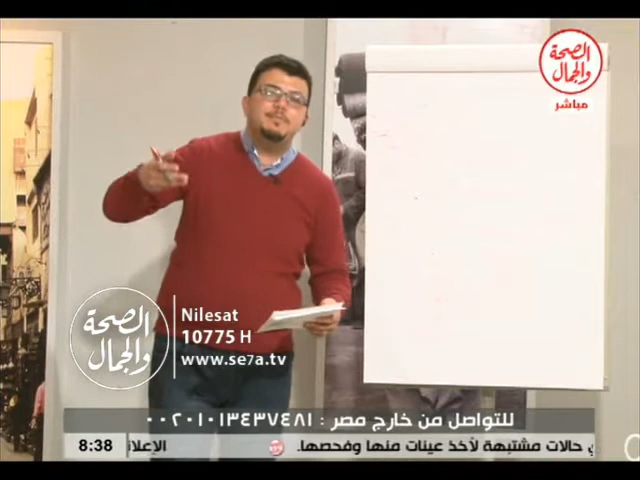 الصحة
والجمال
مباشر
الصحة
والجمال
Nilesat
10775 H
www.se7a.tv
للتواصل من خارج مصر : ٠٠٢٠١٠١٣٤٣٧٤٨١
8:38
حالات مشتبهة لأخذ عينات منها وفحصها.
الإعلا